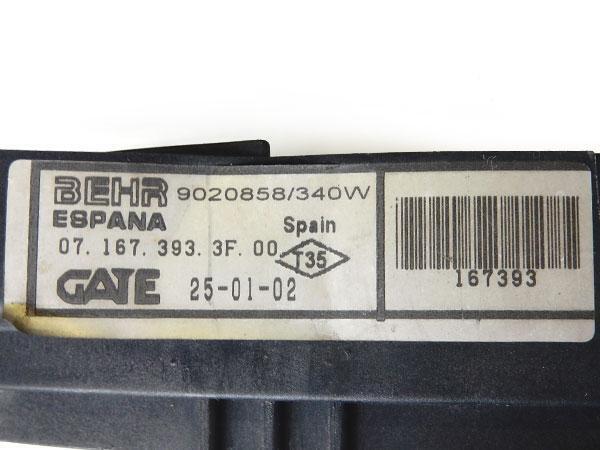 BEHR 9020858/340W
ESPANA Spain
07. 167. 393. 3F. 00 T35
GATE 25-01-02
167393